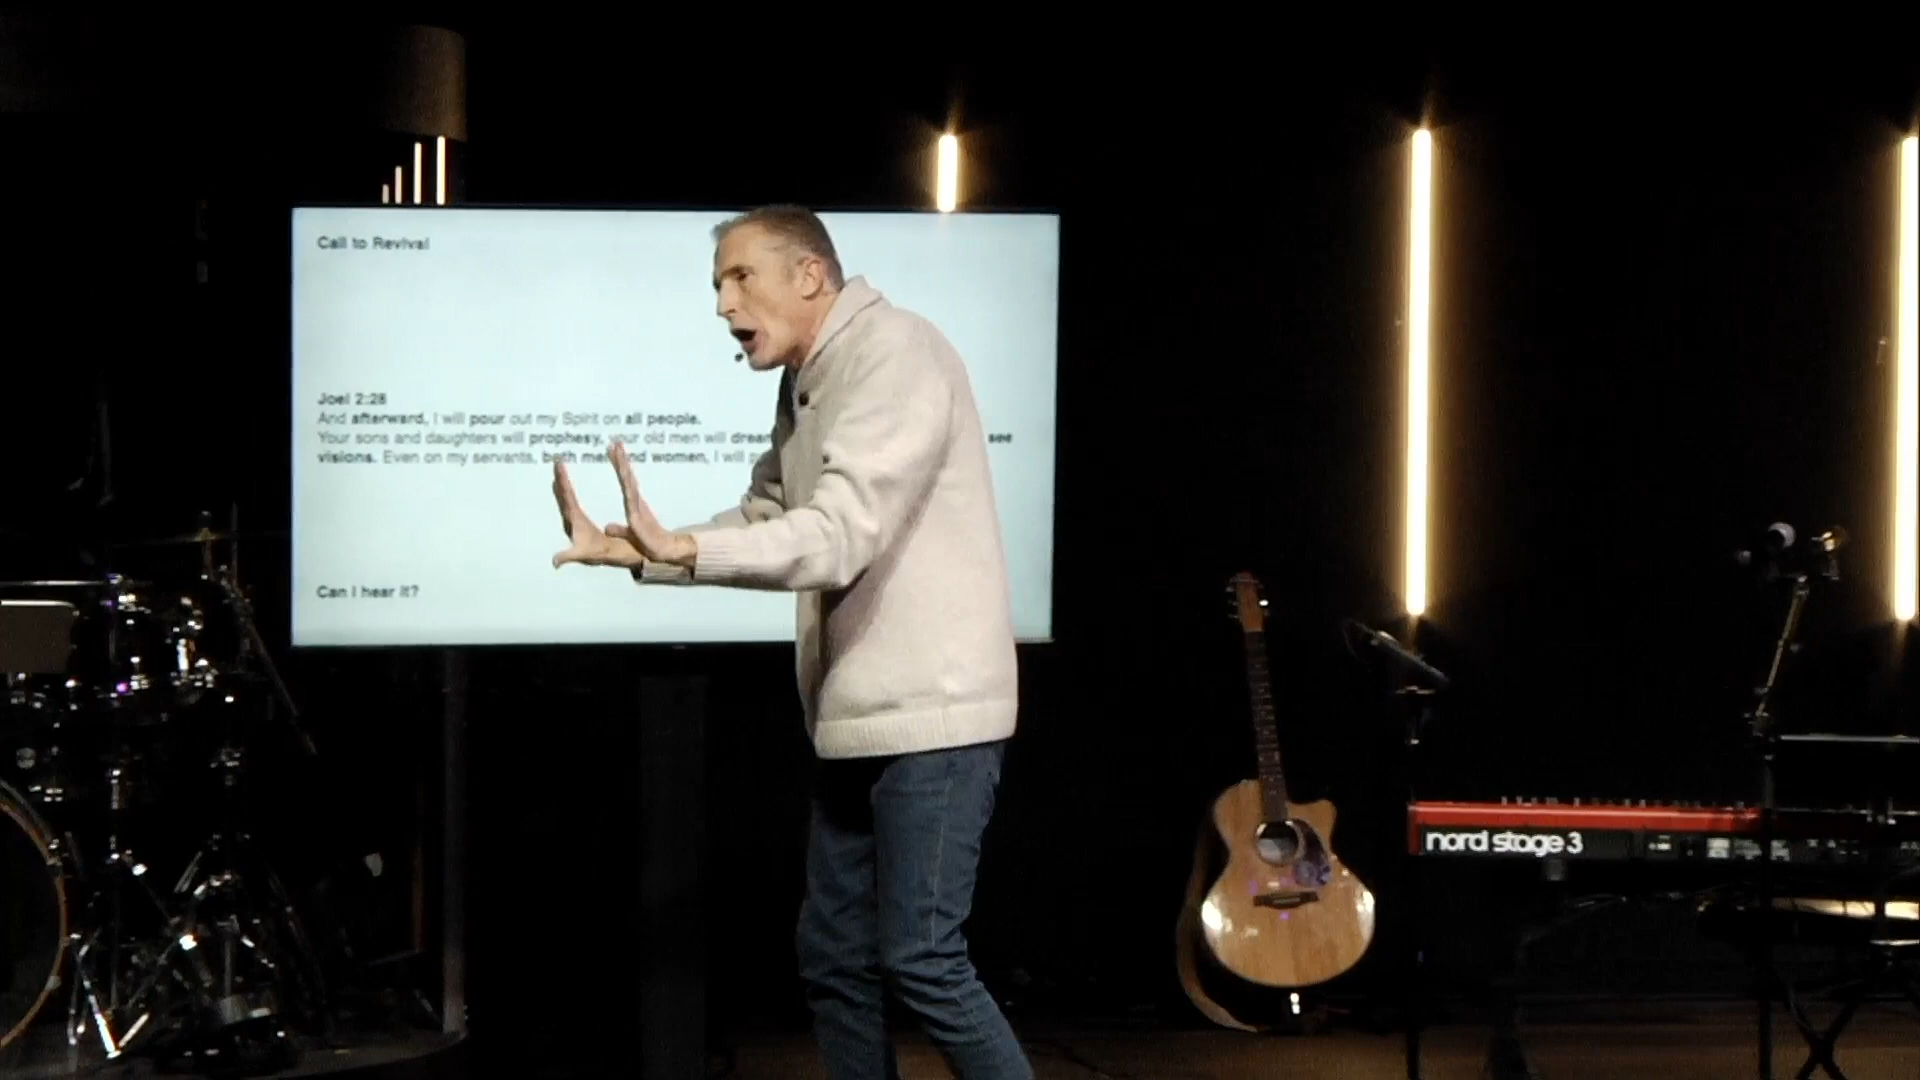 Call to Revival
Joel 2:28
And afterward, I will pour out my Spirit on all people.
Your sons and daughters will prophesy, your old men will dream see
visions. Even on my servants, both men and women, I will
Can I hear it?
nord stage 3